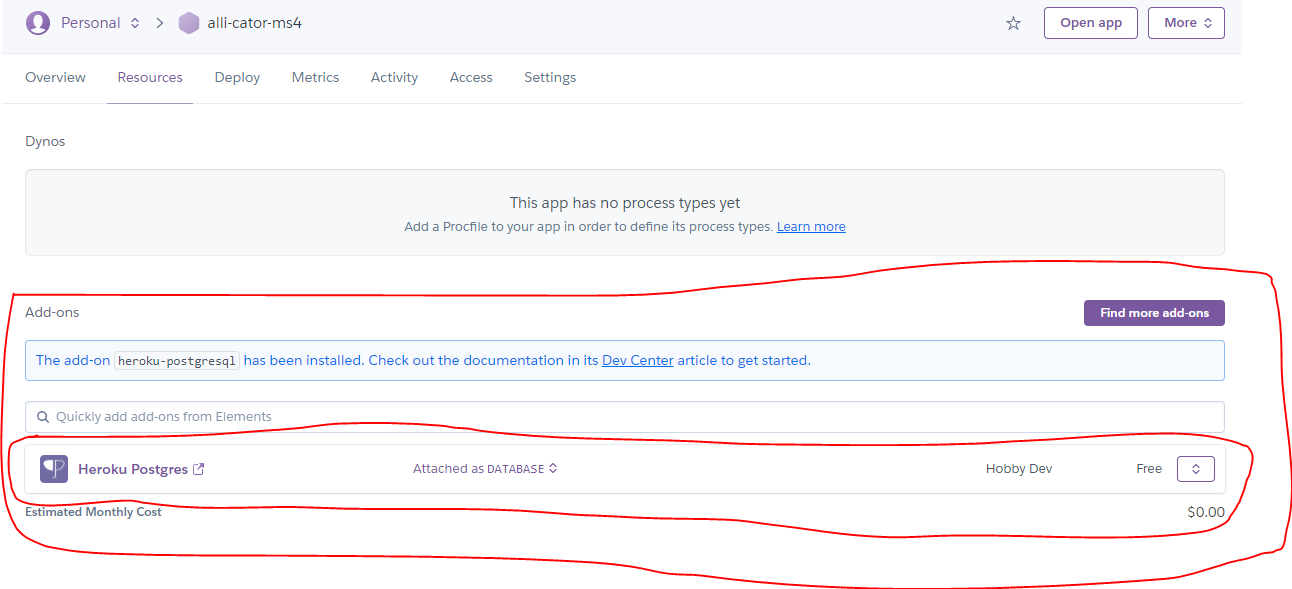 Personal > alli-cator-ms4 Open app More
Overview Resources Deploy Metrics Activity Access Settings
Dynos
This app has no process types yet
Add a Procfile to your app in order to define its process types. Learn more
Add-ons Find more add-ons
The add-on heroku-postgresql has been installed. Check out the documentation in its Dev Center article to get started.
Quickly add add-ons from Elements
Heroku Postgres Attached as DATABASE Hobby Dev Free
Estimated Monthly Cost $0.00